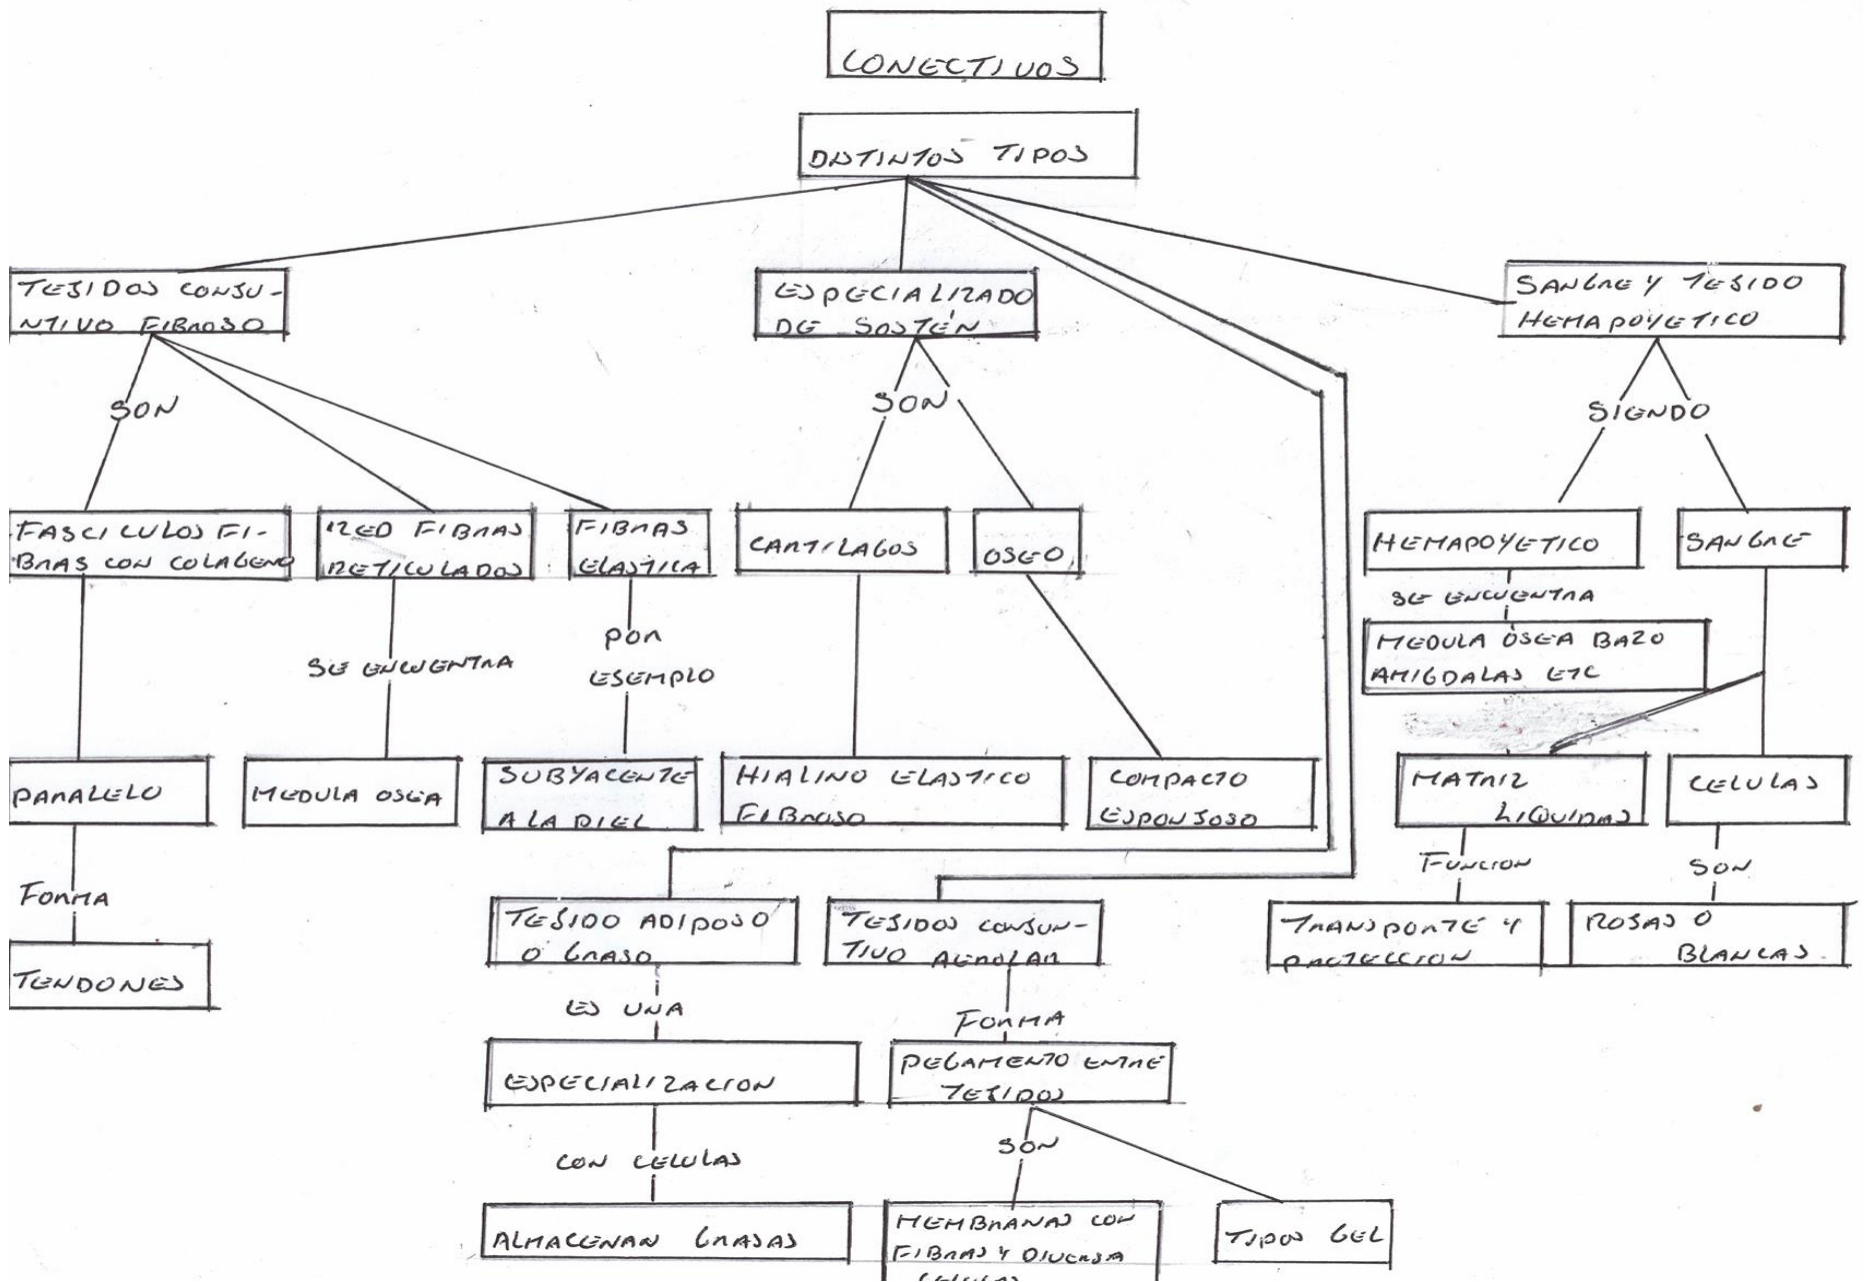 CONECTIVOS
DISTINTOS TIPOS
TEJIDOS CONJU-
NTIVO FIBROSO
ESPECIALIZADO
DE SOSTÉN
SANGRE Y TEJIDO
HEMAPOYETICO
SON
SON
SIENDO
FASCICULOS FI-
BRAS CON COLAGENO
RED FIBRAS
RETICULADOS
FIBRAS
ELASTICA
CARTILAGOS
OSEO
HEMAPOYETICO
SANGRE
SE ENCUENTRA
MEDULA OSEA BAZO
AMIGDALAS ETC
SE ENCUENTRA
POR
EJEMPLO
PARALELO
MEDULA OSEA
SUBYACENTE
A LA PIEL
HIALINO ELASTICO
FIBROSO
COMPACTO
ESPONJOSO
MATRIZ
LIQUIDAS
CELULAS
FORMA
FUNCION
SON
TENDONES
TEJIDO ADIPOSO
O GRASO
TEJIDOS CONJUN-
TIVO AEROLAR
TRANSPORTE Y
PROTECCION
ROJAS O
BLANCAS
ES UNA
FORMA
ESPECIALIZACION
PEGAMENTO ENTRE
TEJIDOS
CON CELULAS
SON
ALMACENAN GRASAS
MEMBRANAS CON
FIBRAS Y DIVERSA
CELULAS
TIPOS GEL